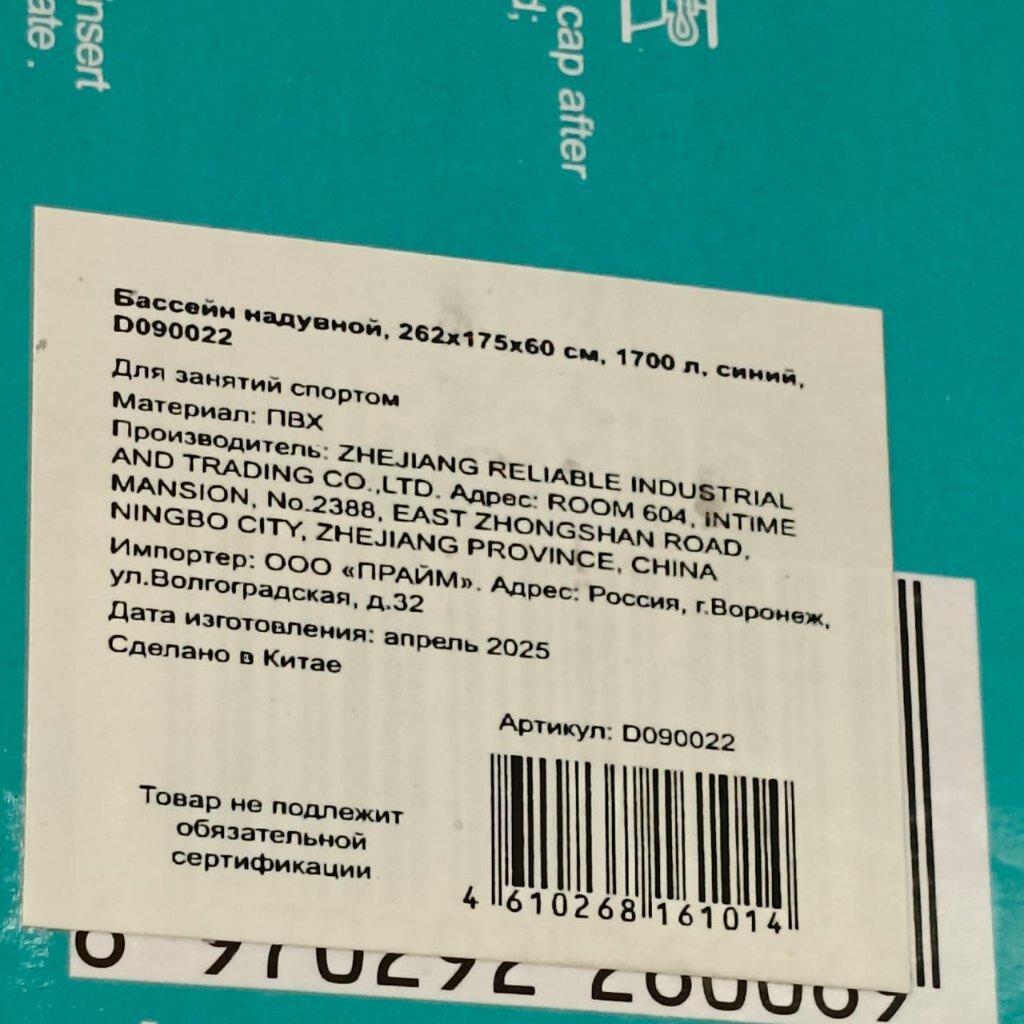 insert
ate.
cap after
d;
Бассейн надувной, 262x175x60 см, 1700 л, синий,
D090022
Для занятий спортом
Материал: ПВХ
Производитель: ZHEJIANG RELIABLE INDUSTRIAL
AND TRADING CO.,LTD. Адрес: ROOM 604, INTIME
MANSION, No.2388, EAST ZHONGSHAN ROAD,
NINGBO CITY, ZHEJIANG PROVINCE, CHINA
Импортер: ООО «ПРАЙМ». Адрес: Россия, г.Воронеж,
ул.Волгоградская, д.32
Дата изготовления: апрель 2025
Сделано в Китае
Артикул: D090022
Товар не подлежит
обязательной
сертификации
4 610268 161014